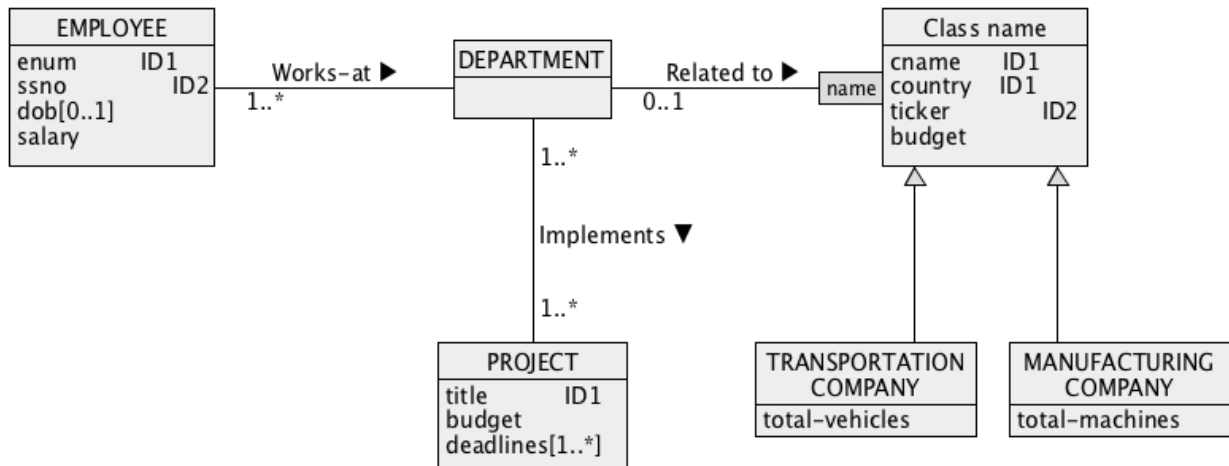 EMPLOYEE
enum ID1
ssno ID2
dob[0..1]
salary
Works-at ▶
1..*
DEPARTMENT
Related to ▶
0..1
name
Class name
cname ID1
country ID1
ticker ID2
budget
1..*
Implements ▼
1..*
PROJECT
title ID1
budget
deadlines[1..*]
TRANSPORTATION
COMPANY
total-vehicles
MANUFACTURING
COMPANY
total-machines